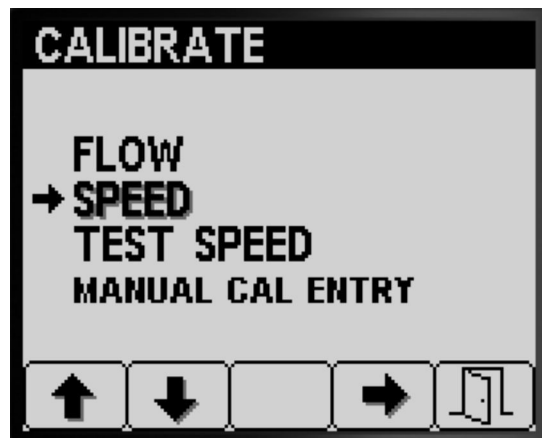 CALIBRATE
FLOW
SPEED
TEST SPEED
MANUAL CAL ENTRY